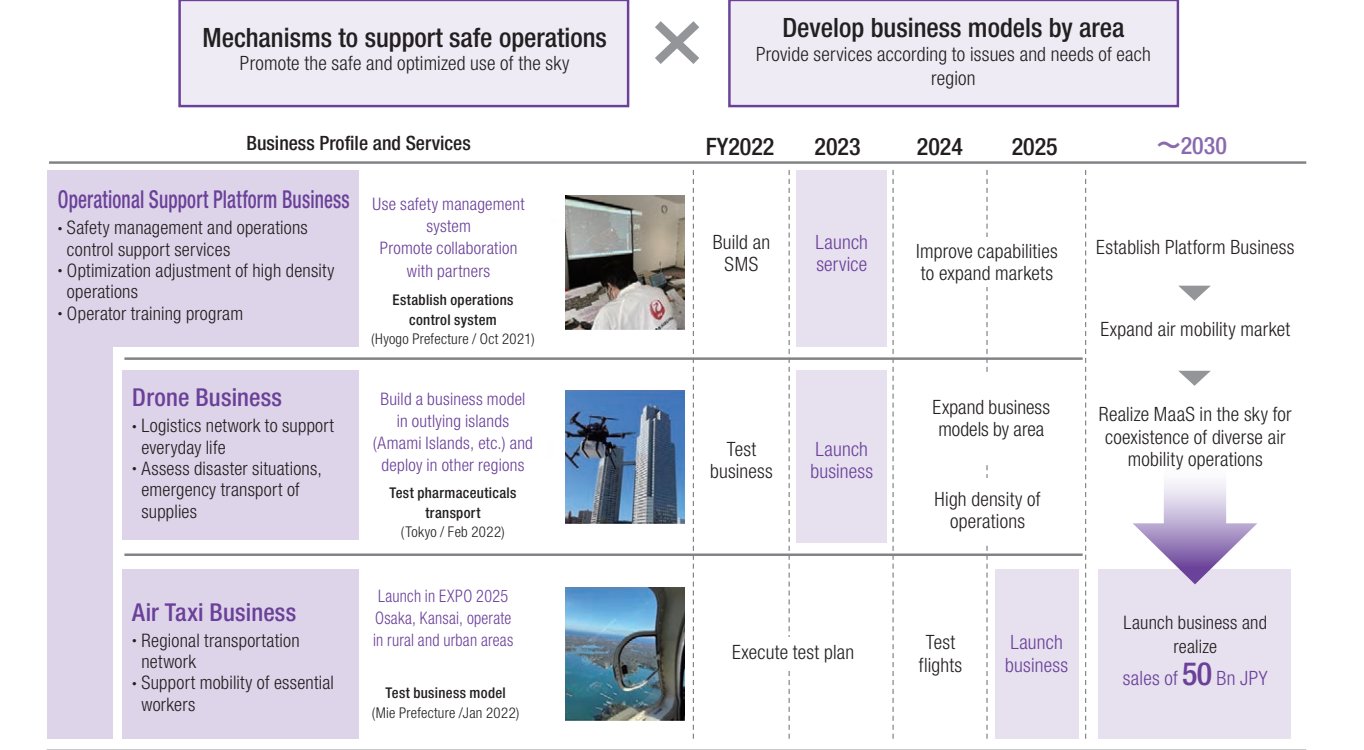 Mechanisms to support safe operations
Promote the safe and optimized use of the sky
Develop business models by area
Provide services according to issues and needs of each
region
Business Profile and Services
FY2022
2023
2024
2025
～2030
Operational Support Platform Business
• Safety management and operations
control support services
• Optimization adjustment of high density
operations
• Operator training program
Use safety management
system
Promote collaboration
with partners
Establish operations
control system
(Hyogo Prefecture / Oct 2021)
Build an
SMS
Launch
service
Improve capabilities
to expand markets
Establish Platform Business
Expand air mobility market
Realize MaaS in the sky for
coexistence of diverse air
mobility operations
Drone Business
• Logistics network to support
everyday life
• Assess disaster situations,
emergency transport of
supplies
Build a business model
in outlying islands
(Amami Islands, etc.) and
deploy in other regions
Test pharmaceuticals
transport
(Tokyo / Feb 2022)
Test
business
Launch
business
Expand business
models by area
High density of
operations
Air Taxi Business
• Regional transportation
network
• Support mobility of essential
workers
Launch in EXPO 2025
Osaka, Kansai, operate
in rural and urban areas
Test business model
(Mie Prefecture /Jan 2022)
Execute test plan
Test
flights
Launch
business
Launch business and
realize
sales of 50 Bn JPY